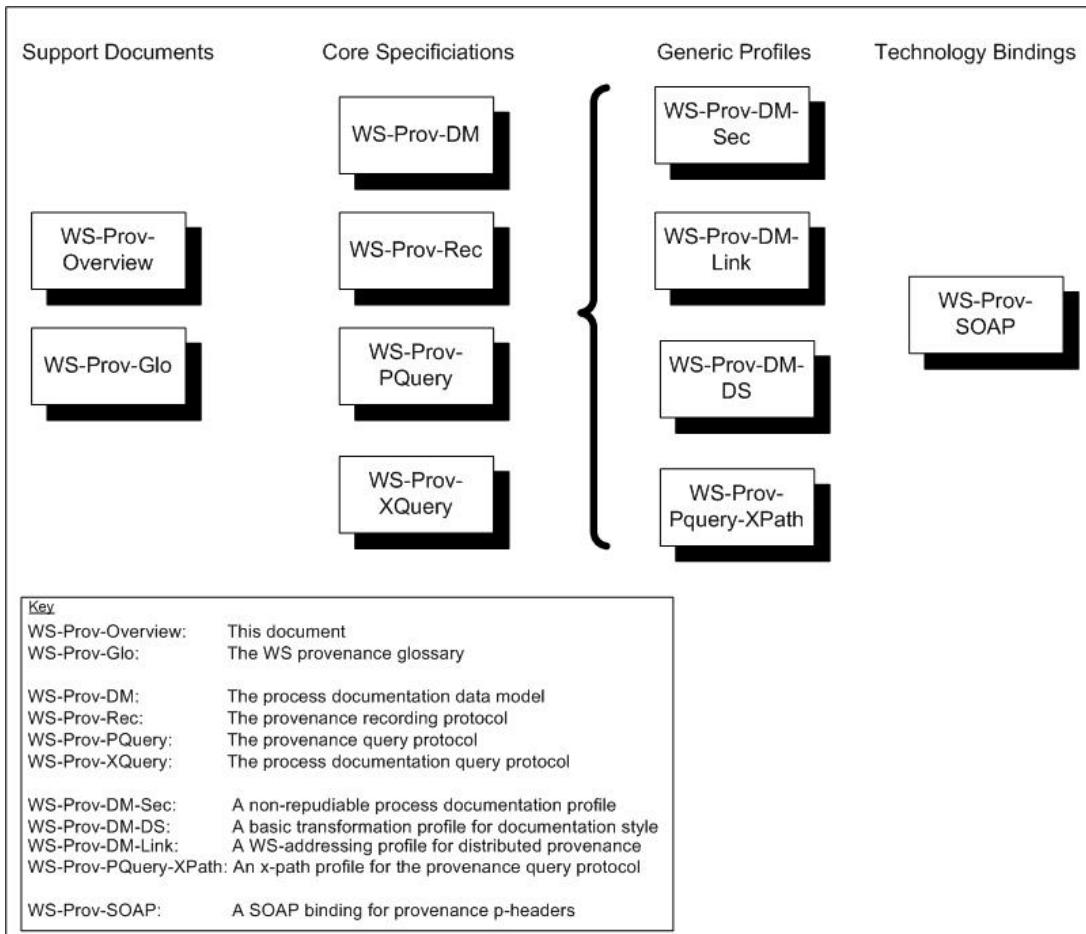 Support Documents
Core Specificiations
Generic Profiles
Technology Bindings
WS-Prov-
Overview
WS-Prov-Glo
WS-Prov-DM
WS-Prov-Rec
WS-Prov-
PQuery
WS-Prov-
XQuery
WS-Prov-DM-
Sec
WS-Prov-DM-
Link
WS-Prov-DM-
DS
WS-Prov-
Pquery-XPath
WS-Prov-
SOAP
Key
WS-Prov-Overview: This document
WS-Prov-Glo: The WS provenance glossary
WS-Prov-DM: The process documentation data model
WS-Prov-Rec: The provenance recording protocol
WS-Prov-PQuery: The provenance query protocol
WS-Prov-XQuery: The process documentation query protocol
WS-Prov-DM-Sec: A non-repudiable process documentation profile
WS-Prov-DM-DS: A basic transformation profile for documentation style
WS-Prov-DM-Link: A WS-addressing profile for distributed provenance
WS-Prov-PQuery-XPath: An x-path profile for the provenance query protocol
WS-Prov-SOAP: A SOAP binding for provenance p-headers